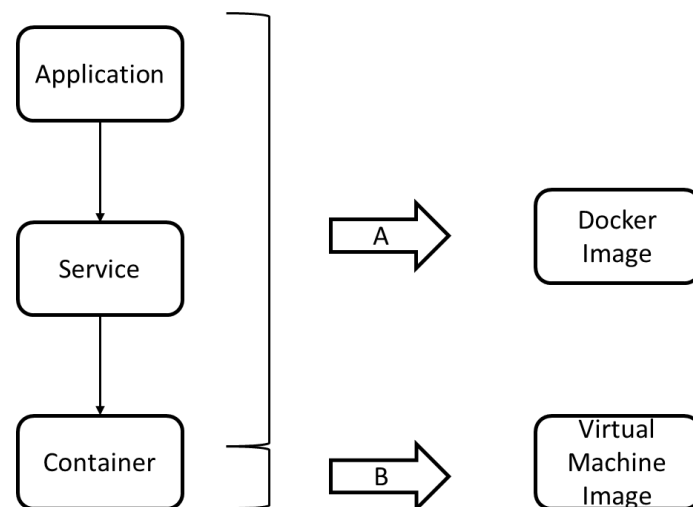 Application
Service
Container
A
B
Docker
Image
Virtual
Machine
Image